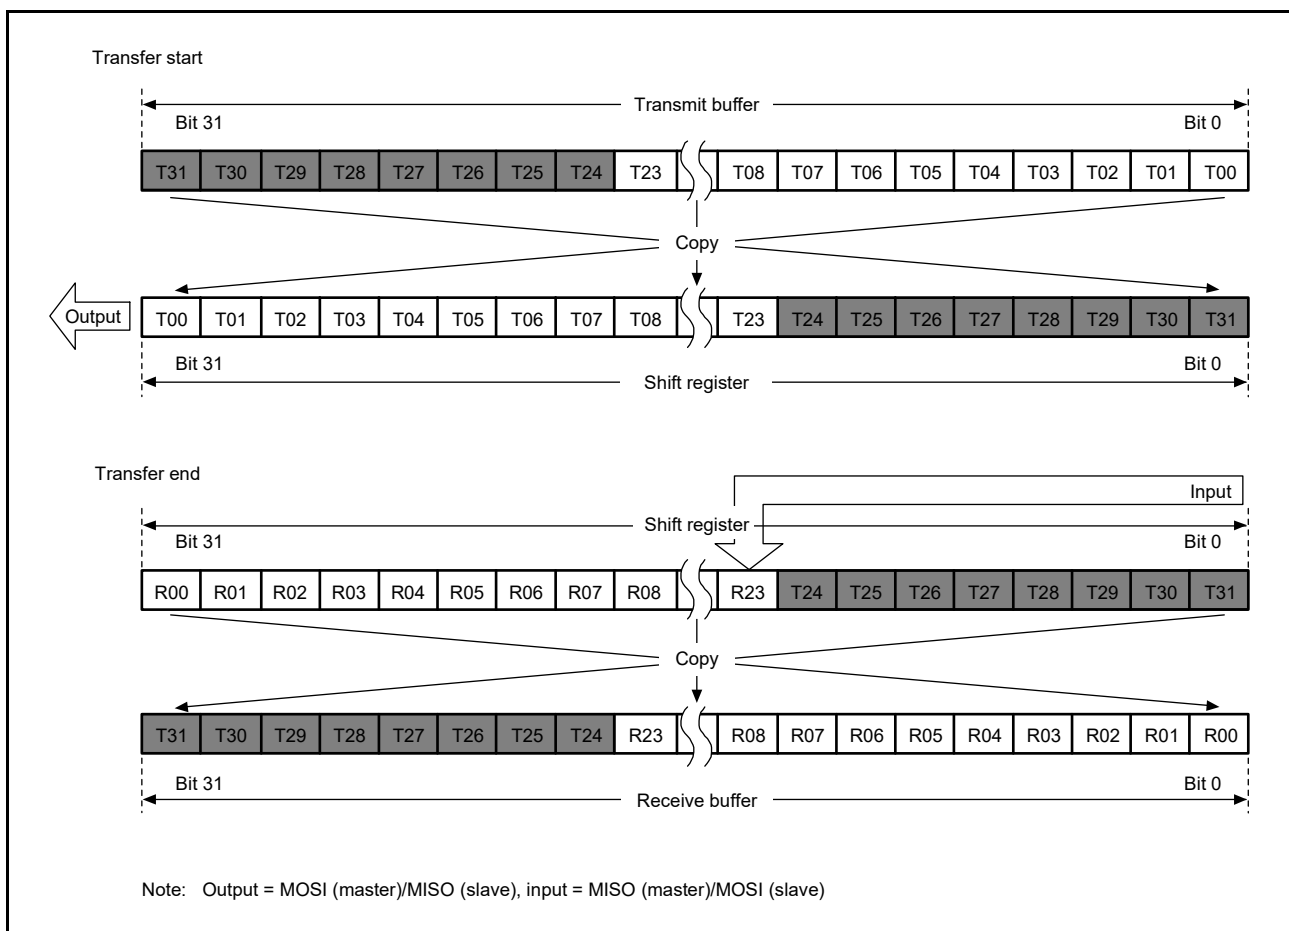 Transfer start
Transmit buffer
Bit 31 Bit 0
T31 T30 T29 T28 T27 T26 T25 T24 T23 T08 T07 T06 T05 T04 T03 T02 T01 T00
Copy
Output T00 T01 T02 T03 T04 T05 T06 T07 T08 T23 T24 T25 T26 T27 T28 T29 T30 T31
Bit 31 Bit 0
Shift register
Transfer end
Input
Shift register
Bit 31 Bit 0
R00 R01 R02 R03 R04 R05 R06 R07 R08 R23 T24 T25 T26 T27 T28 T29 T30 T31
Copy
T31 T30 T29 T28 T27 T26 T25 T24 R23 R08 R07 R06 R05 R04 R03 R02 R01 R00
Bit 31 Bit 0
Receive buffer
Note: Output = MOSI (master)/MISO (slave), input = MISO (master)/MOSI (slave)